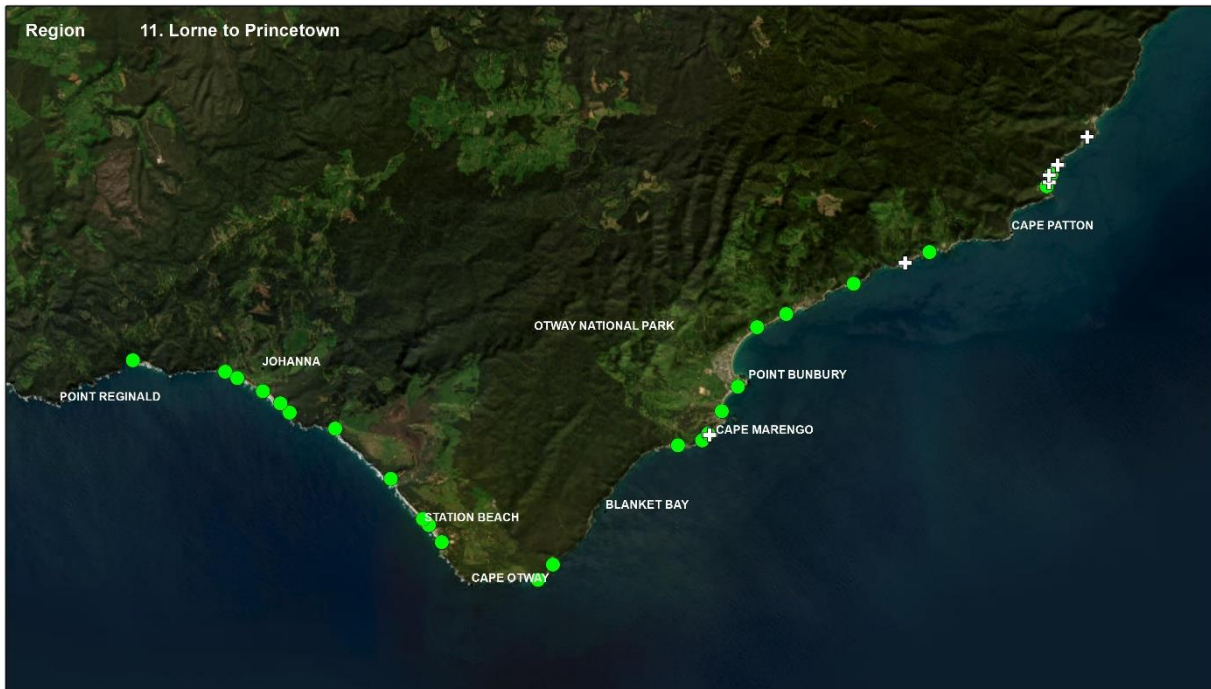 Region 11. Lorne to Princetown
CAPE PATTON
OTWAY NATIONAL PARK
JOHANNA
POINT BUNBURY
POINT REGINALD
CAPE MARENGO
BLANKET BAY
STATION BEACH
CAPE OTWAY